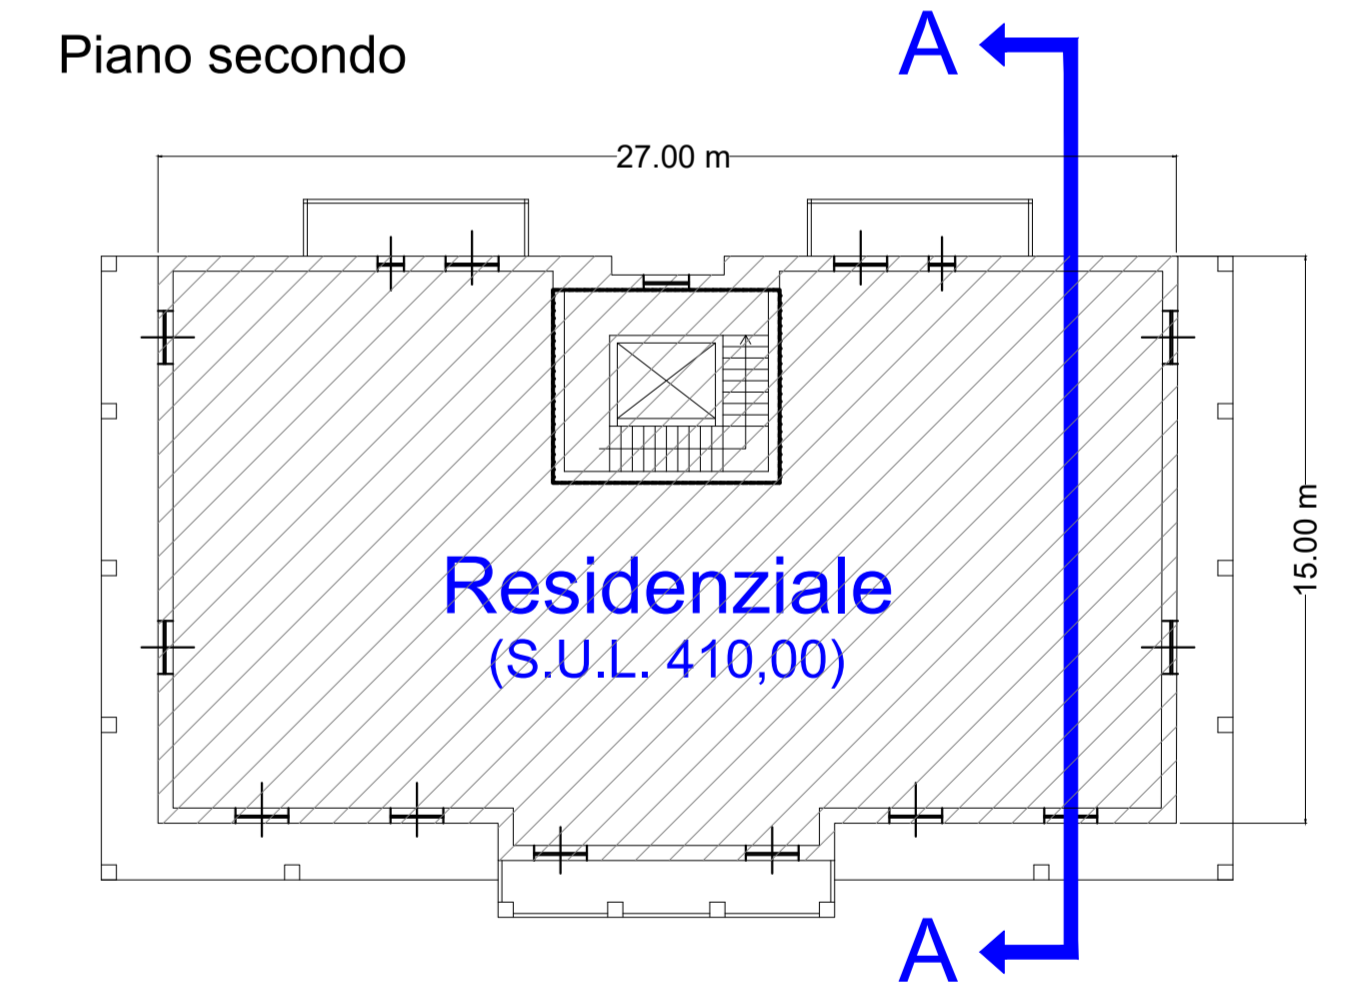 Piano secondo
A
27.00 m
15.00 m
Residenziale
(S.U.L. 410,00)
A